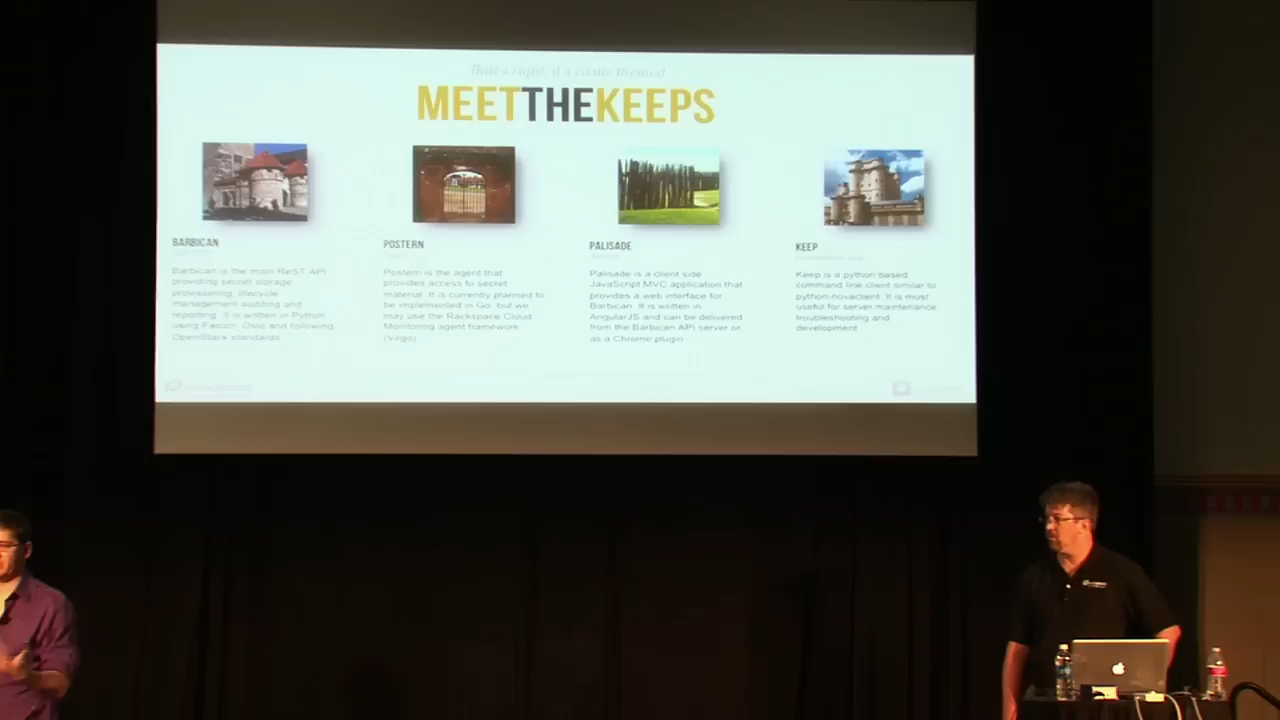 That's right, it's castle themed
MEETTHEKEEPS
BARBICAN
Barbican is the main ReST API
providing secret storage,
provisioning, lifecycle
management auditing and
reporting. It is written in Python
using Falcon, Oslo and following
OpenStack standards.
POSTERN
Postern is the agent that
provides access to secret
material. It is currently planned to
be implemented in Go, but we
may use the Rackspace Cloud
Monitoring agent framework
(Virgo).
PALISADE
Palisade is a client side
JavaScript MVC application that
provides a web interface for
Barbican. It is written in
AngularJS and can be delivered
from the Barbican API server or
as a Chrome plugin.
KEEP
Keep is a python based
command line client similar to
python-novaclient. It is most
useful for server maintenance,
troubleshooting and
development.